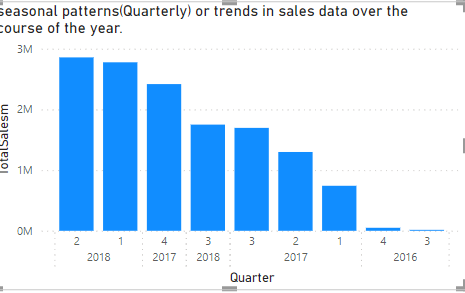 seasonal patterns(Quarterly) or trends in sales data over the
course of the year.
3M
2M
1M
0M
TotalSalesm
2 1 4 3 3 2 1 4 3
2018 2017 2018 2017 2016
Quarter